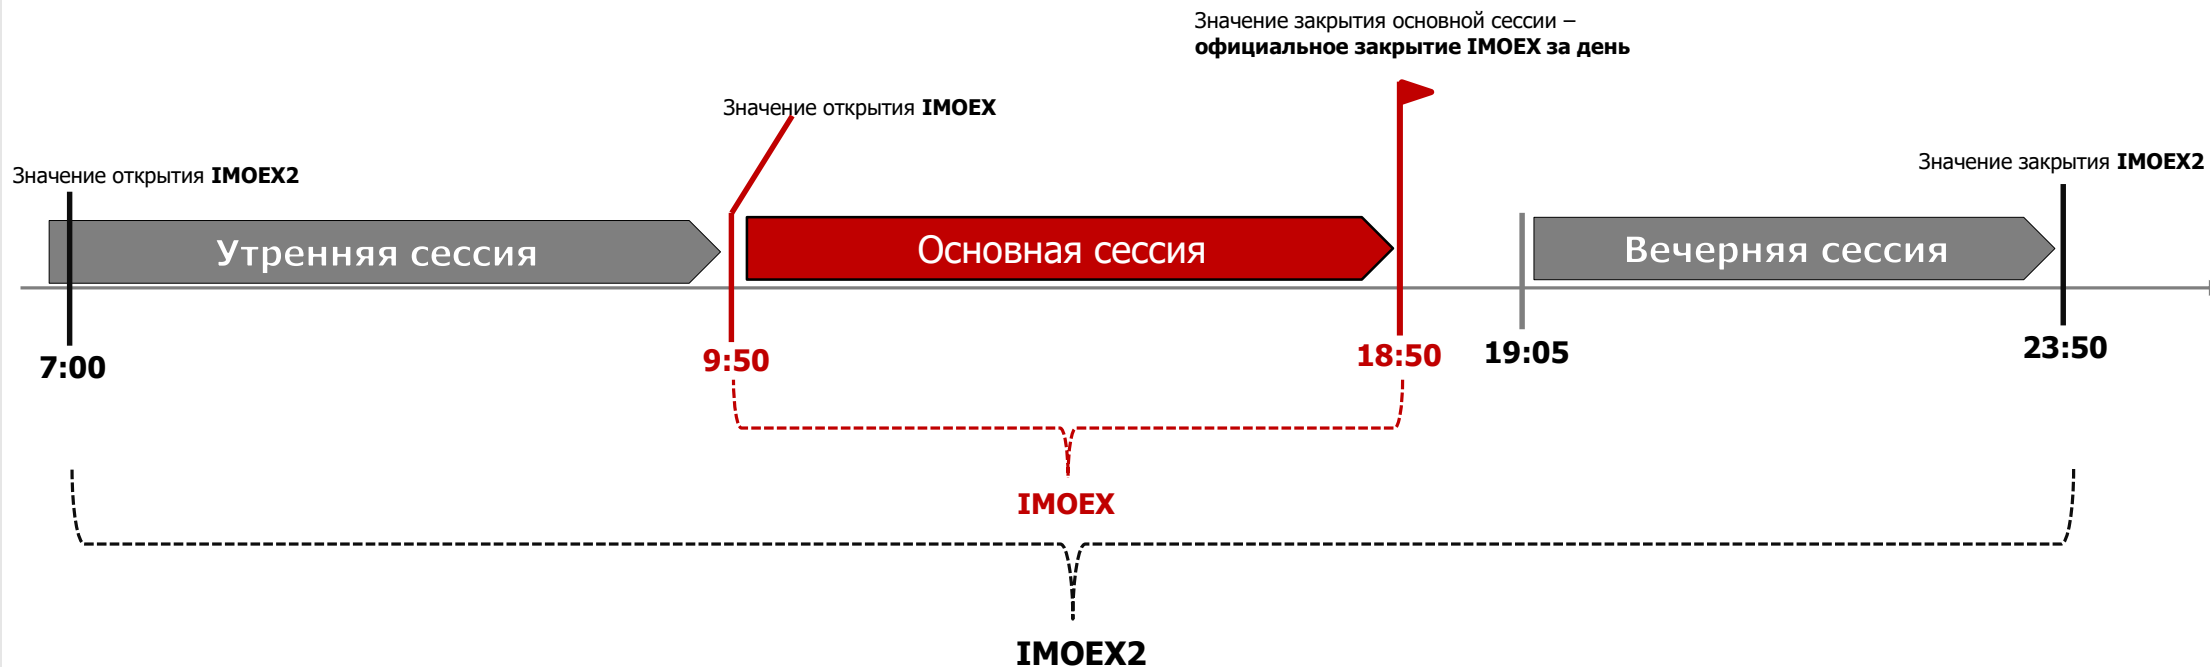 Значение закрытия основной сессии –
официальное закрытие IMOEX за день
Значение открытия IMOEX
Значение открытия IMOEX2
Значение закрытия IMOEX2
Утренняя сессия
Основная сессия
Вечерняя сессия
7:00
9:50
18:50
19:05
23:50
IMOEX
IMOEX2